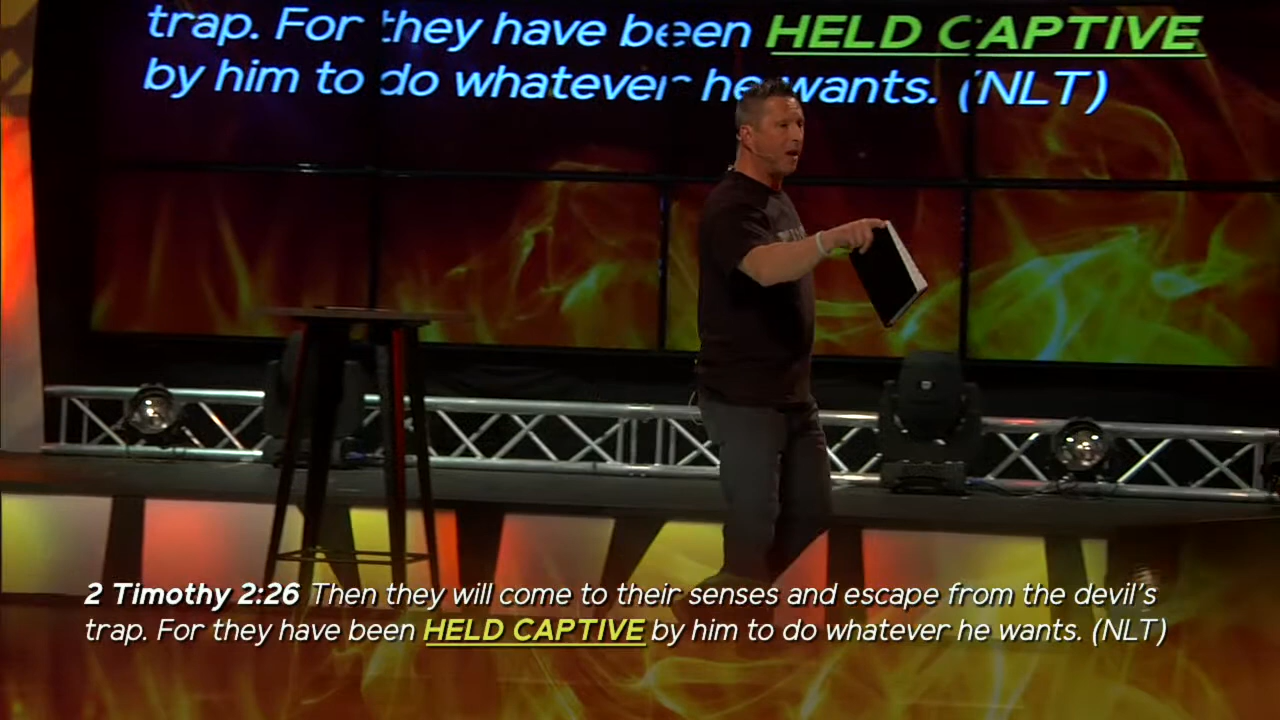 trap. For they have been HELD CAPTIVE
by him to do whatever he wants. (NLT)
2 Timothy 2:26 Then they will come to their senses and escape from the devil's
trap. For they have been HELD CAPTIVE by him to do whatever he wants. (NLT)